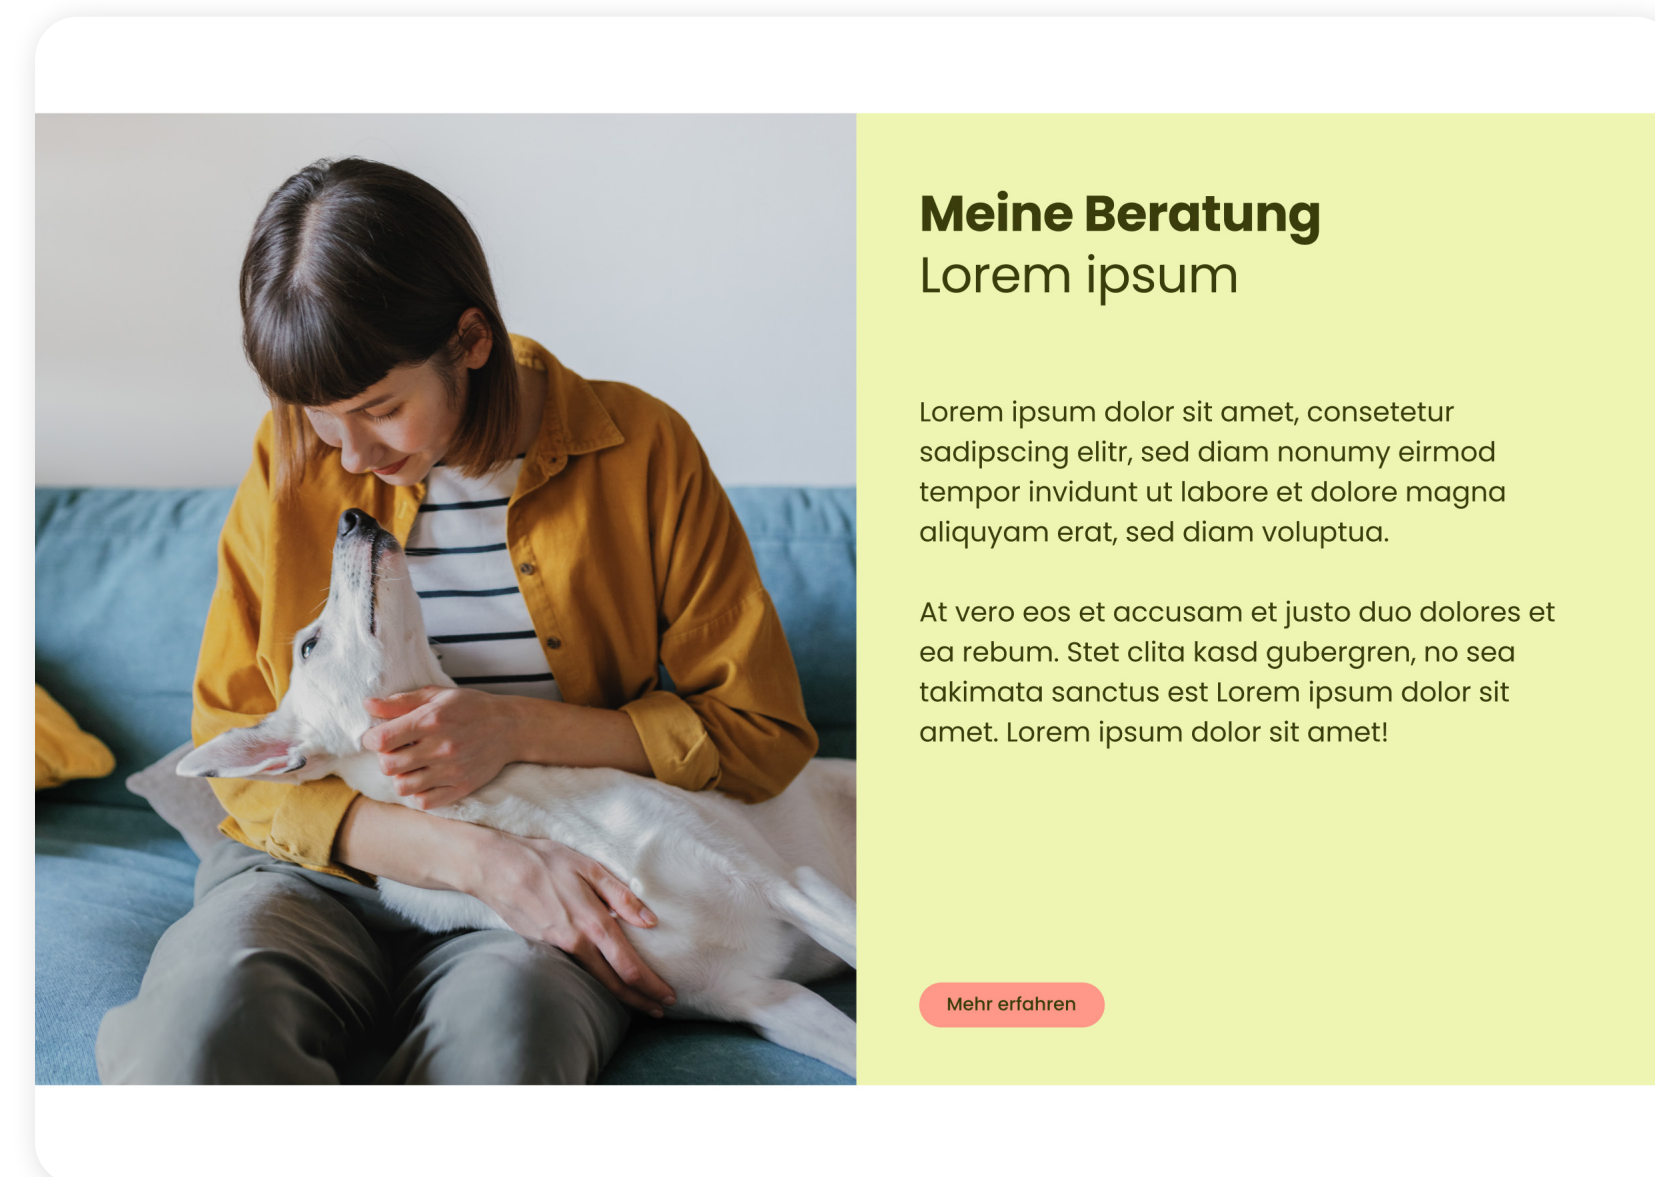 Meine Beratung
Lorem ipsum
Lorem ipsum dolor sit amet, consetetur
sadipscing elitr, sed diam nonumy eirmod
tempor invidunt ut labore et dolore magna
aliquyam erat, sed diam voluptua.
At vero eos et accusam et justo duo dolores et
ea rebum. Stet clita kasd gubergren, no sea
takimata sanctus est Lorem ipsum dolor sit
amet. Lorem ipsum dolor sit amet!
Mehr erfahren